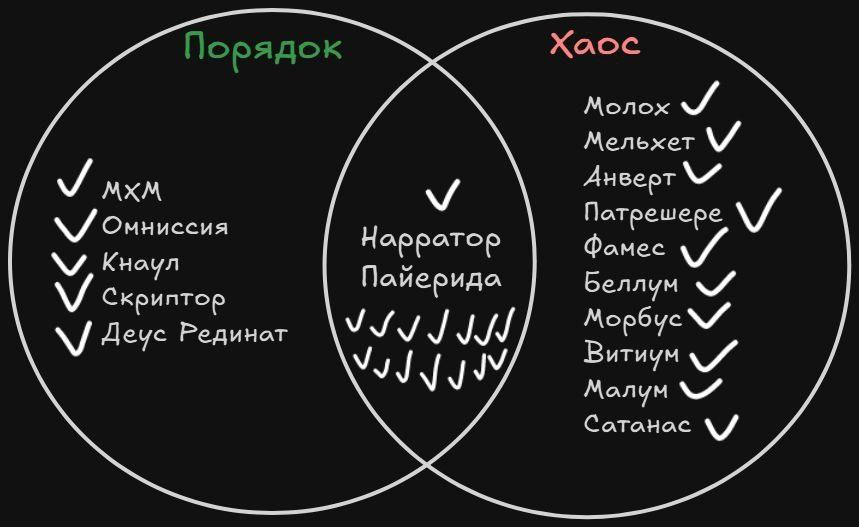 Порядок
Хаос
МХМ
Омниссия
Кнаул
Скриптор
Деус Рединат
Нарратор
Пайерида
Молох
Мельхет
Анверт
Патрешере
Фамес
Беллум
Морбус
Витиум
Малум
Сатанас